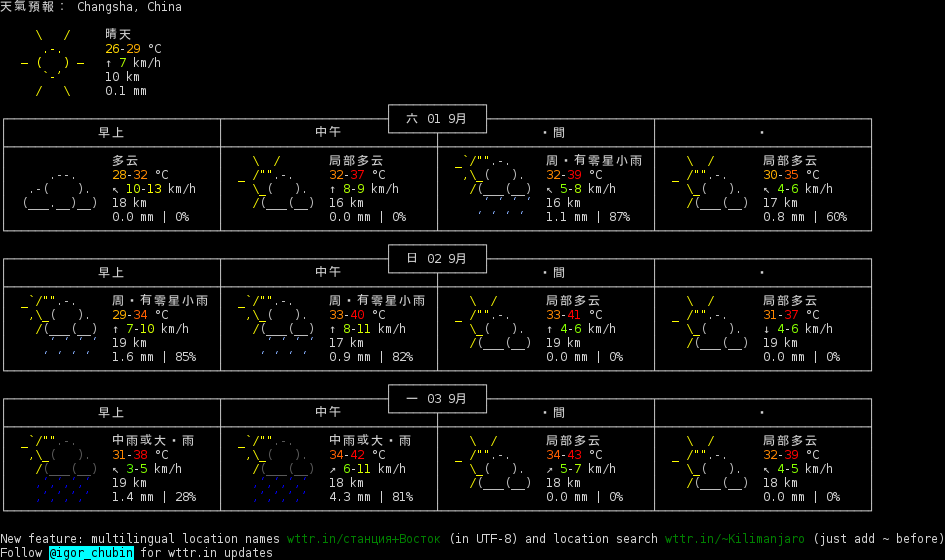 天氣預報： Changsha, China
晴天
26-29 °C
↑ 7 km/h
10 km
0.1 mm
六 01 9月
早上 中午 ・間 ・
多云 局部多云 周・有零星小雨 局部多云
28-32 °C 32-37 °C 32-39 °C 30-35 °C
↖ 10-13 km/h ↑ 8-9 km/h ↖ 5-8 km/h ↖ 4-6 km/h
18 km 16 km 16 km 17 km
0.0 mm | 0% 0.0 mm | 0% 1.1 mm | 87% 0.8 mm | 60%
日 02 9月
早上 中午 ・間 ・
周・有零星小雨 周・有零星小雨 局部多云 局部多云
29-34 °C 33-40 °C 33-41 °C 31-37 °C
↑ 7-10 km/h ↑ 8-11 km/h ↑ 4-6 km/h ↓ 4-6 km/h
19 km 17 km 19 km 19 km
1.6 mm | 85% 0.9 mm | 82% 0.0 mm | 0% 0.0 mm | 0%
一 03 9月
早上 中午 ・間 ・
中雨或大・雨 中雨或大・雨 局部多云 局部多云
31-38 °C 34-42 °C 34-43 °C 32-39 °C
↖ 3-5 km/h ↗ 6-11 km/h ↗ 5-7 km/h ↗ 4-5 km/h
19 km 18 km 18 km 18 km
1.4 mm | 28% 4.3 mm | 81% 0.0 mm | 0% 0.0 mm | 0%
New feature: multilingual location names wttr.in/станция+Восток (in UTF-8) and location search wttr.in/~Kilimanjaro (just add ~ before)
Follow @igor_chubin for wttr.in updates